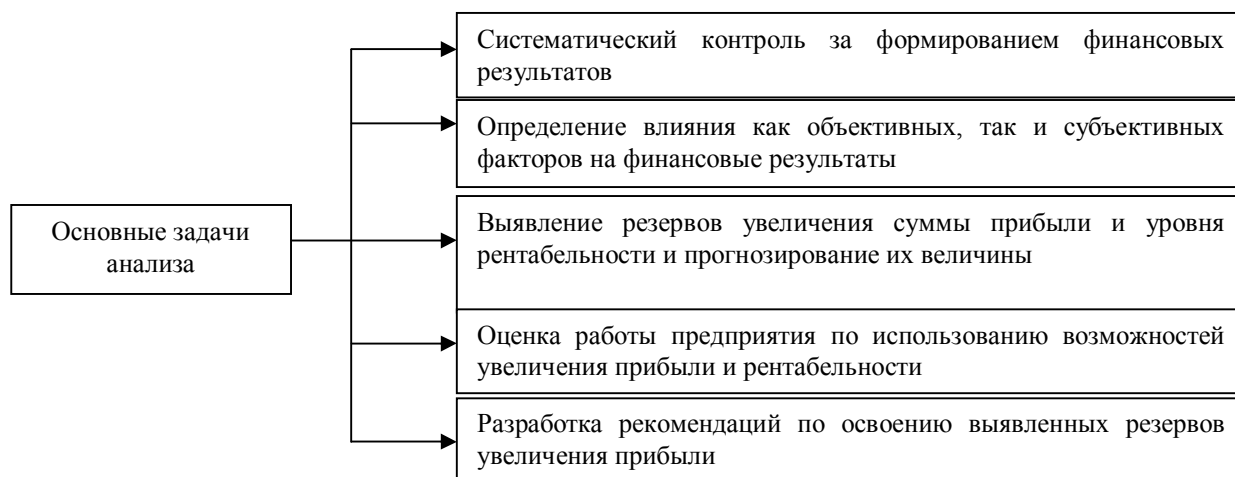 Систематический контроль за формированием финансовых
результатов
Определение влияния как объективных, так и субъективных
факторов на финансовые результаты
Основные задачи
анализа
Выявление резервов увеличения суммы прибыли и уровня
рентабельности и прогнозирование их величины
Оценка работы предприятия по использованию возможностей
увеличения прибыли и рентабельности
Разработка рекомендаций по освоению выявленных резервов
увеличения прибыли